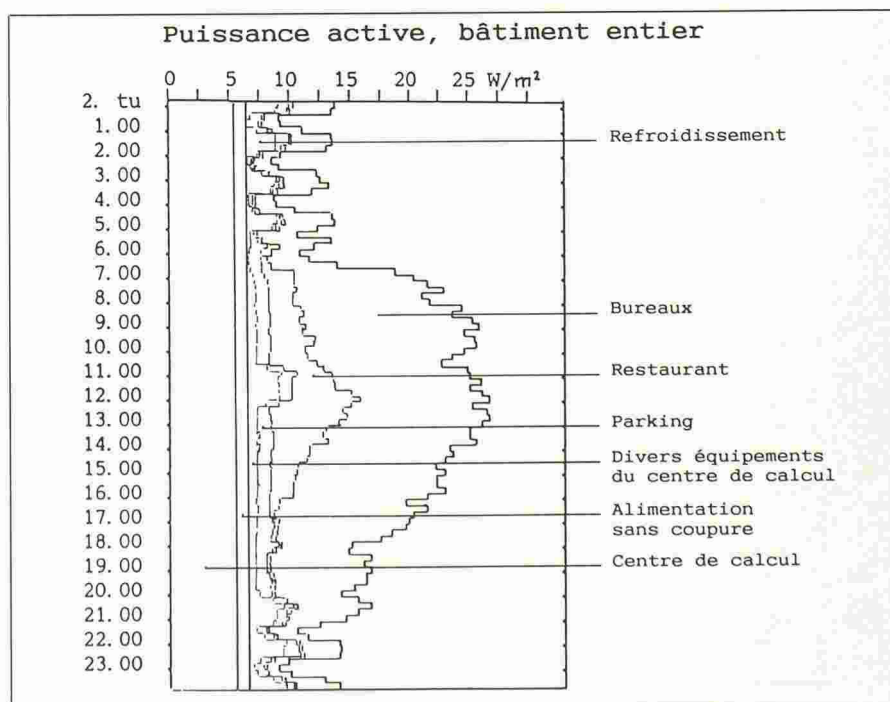 Puissance active, bâtiment entier
0 5 10 15 20 25 W/m²
2. tu
1.00
2.00
3.00
4.00
5.00
6.00
7.00
8.00
9.00
10.00
11.00
12.00
13.00
14.00
15.00
16.00
17.00
18.00
19.00
20.00
21.00
22.00
23.00
Refroidissement
Bureaux
Restaurant
Parking
Divers équipements
du centre de calcul
Alimentation
sans coupure
Centre de calcul